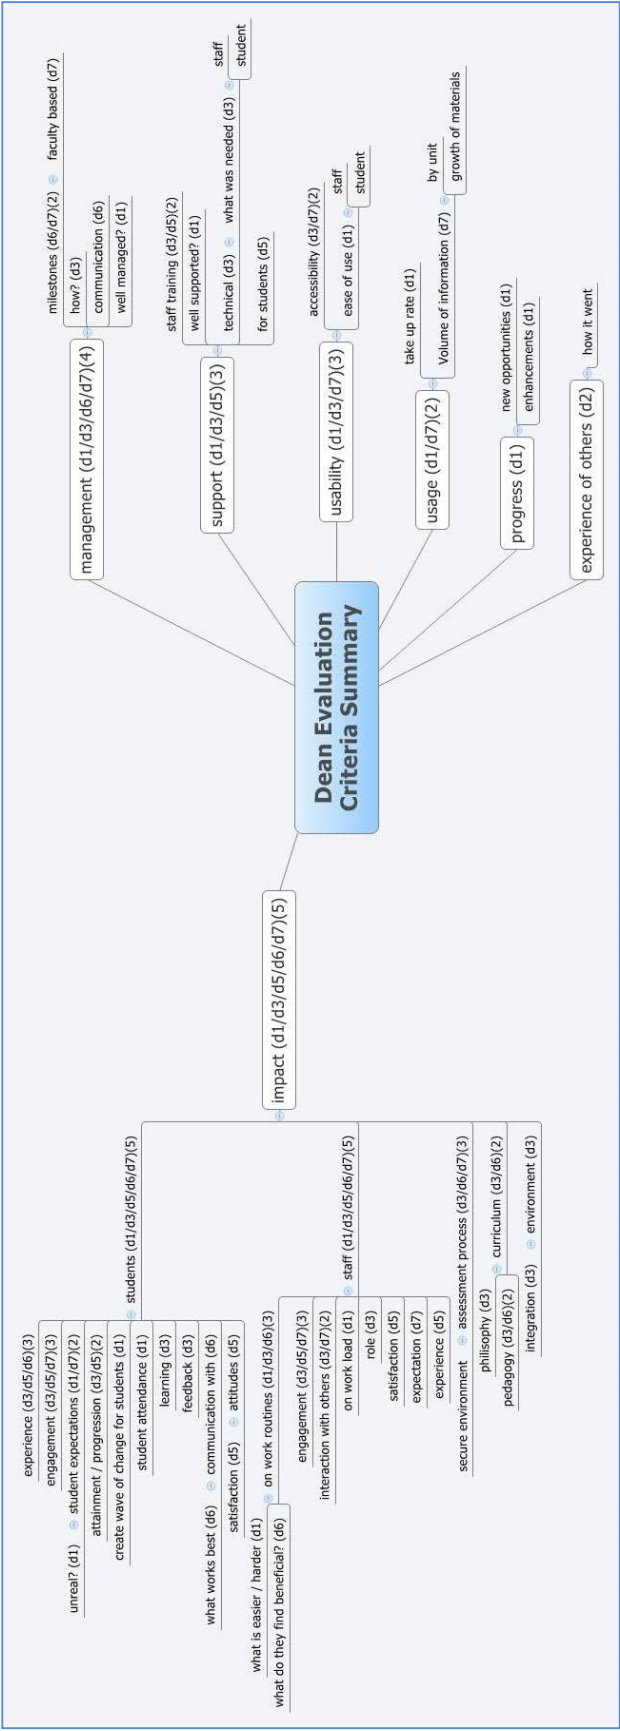 Dean Evaluation
Criteria Summary
management (d1/d3/d6/d7)(4)
milestones (d6/d7)(2)
faculty based (d7)
how? (d3)
communication (d6)
well managed? (d1)
support (d1/d3/d5)(3)
staff training (d3/d5)(2)
well supported? (d1)
technical (d3)
what was needed (d3)
staff
student
for students (d5)
usability (d1/d3/d7)(3)
accessibility (d3/d7)(2)
ease of use (d1)
staff
student
usage (d1/d7)(2)
take up rate (d1)
Volume of information (d7)
by unit
growth of materials
progress (d1)
new opportunities (d1)
enhancements (d1)
experience of others (d2)
how it went
impact (d1/d3/d5/d6/d7)(5)
students (d1/d3/d5/d6/d7)(5)
experience (d3/d5/d6)(3)
engagement (d3/d5/d7)(3)
student expectations (d1/d7)(2)
unreal? (d1)
attainment / progression (d3/d5)(2)
create wave of change for students (d1)
student attendance (d1)
learning (d3)
feedback (d3)
communication with (d6)
what works best (d6)
attitudes (d5)
satisfaction (d5)
staff (d1/d3/d5/d6/d7)(5)
on work routines (d1/d3/d6)(3)
what is easier / harder (d1)
what do they find beneficial? (d6)
engagement (d3/d5/d7)(3)
interaction with others (d3/d7)(2)
on work load (d1)
role (d3)
satisfaction (d5)
expectation (d7)
experience (d5)
assessment process (d3/d6/d7)(3)
secure environment
curriculum (d3/d6)(2)
philisophy (d3)
pedagogy (d3/d6)(2)
environment (d3)
integration (d3)